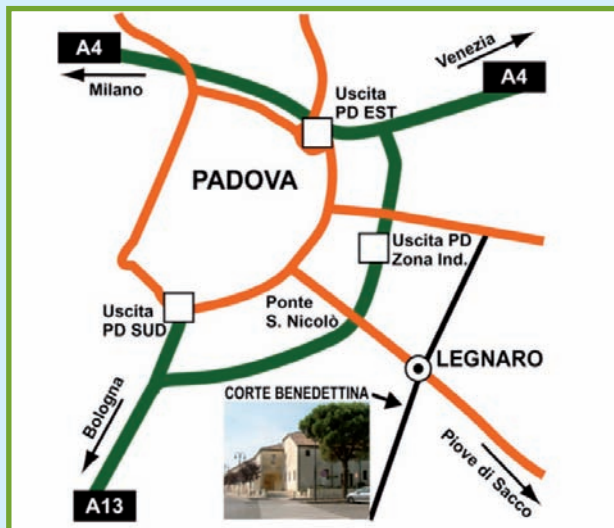 A4
Milano
Venezia
A4
Uscita
PD EST
PADOVA
Uscita PD
Zona Ind.
Uscita
PD SUD
Ponte
S. Nicolò
LEGNARO
CORTE BENEDETTINA
Bologna
Piove di Sacco
A13